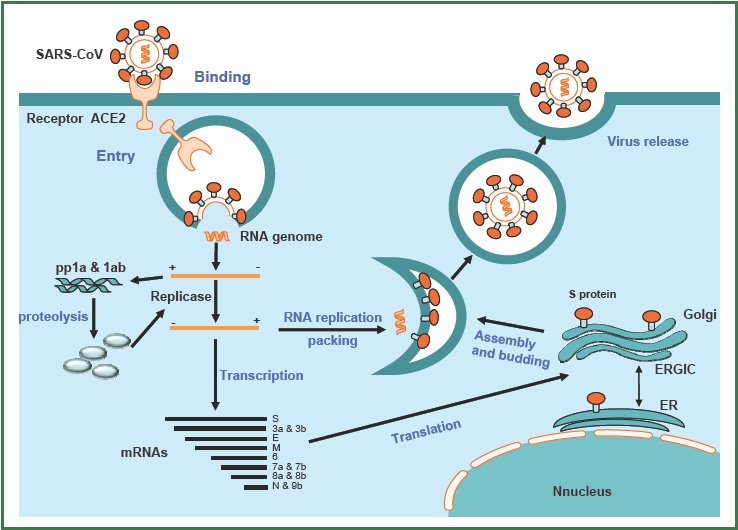 SARS-CoV
Binding
Receptor ACE2
Entry
Virus release
RNA genome
pp1a & 1ab
+ -
Replicase
proteolysis
- +
RNA replication
packing
S protein
Golgi
Assembly
and budding
ERGIC
Transcription
ER
Translation
mRNAs
S
3a & 3b
E
M
6
7a & 7b
8a & 8b
N & 9b
Nnucleus